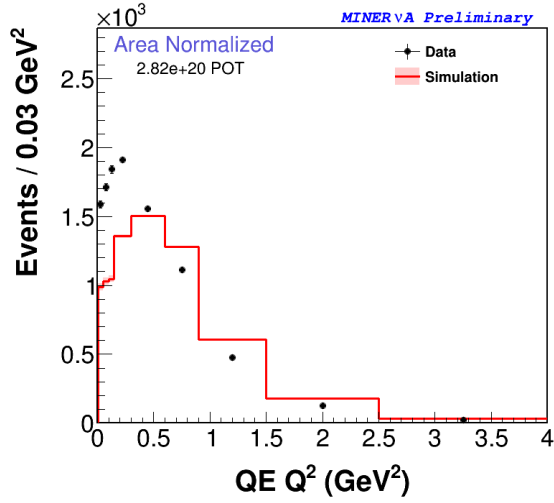 ×10³
MINERνA Preliminary
Area Normalized
2.82e+20 POT
Data
Simulation
Events / 0.03 GeV²
2.5
2
1.5
1
0.5
0
0 0.5 1 1.5 2 2.5 3 3.5 4
QE Q² (GeV²)